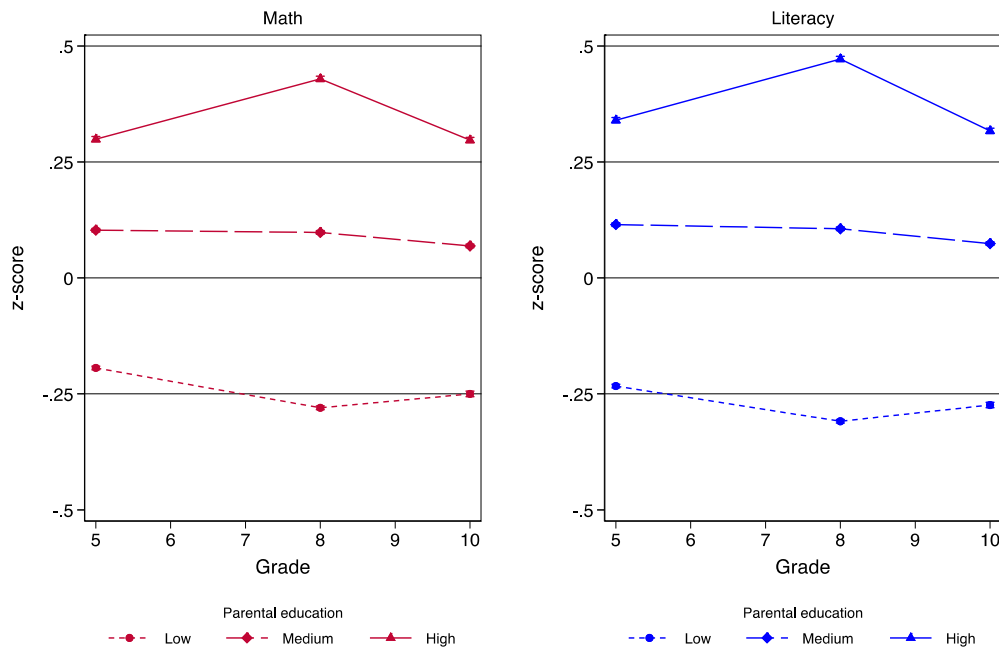 Math
z-score
.5
.25
0
-.25
-.5
5 6 7 8 9 10
Grade
Parental education
Low Medium High
Literacy
z-score
.5
.25
0
-.25
-.5
5 6 7 8 9 10
Grade
Parental education
Low Medium High